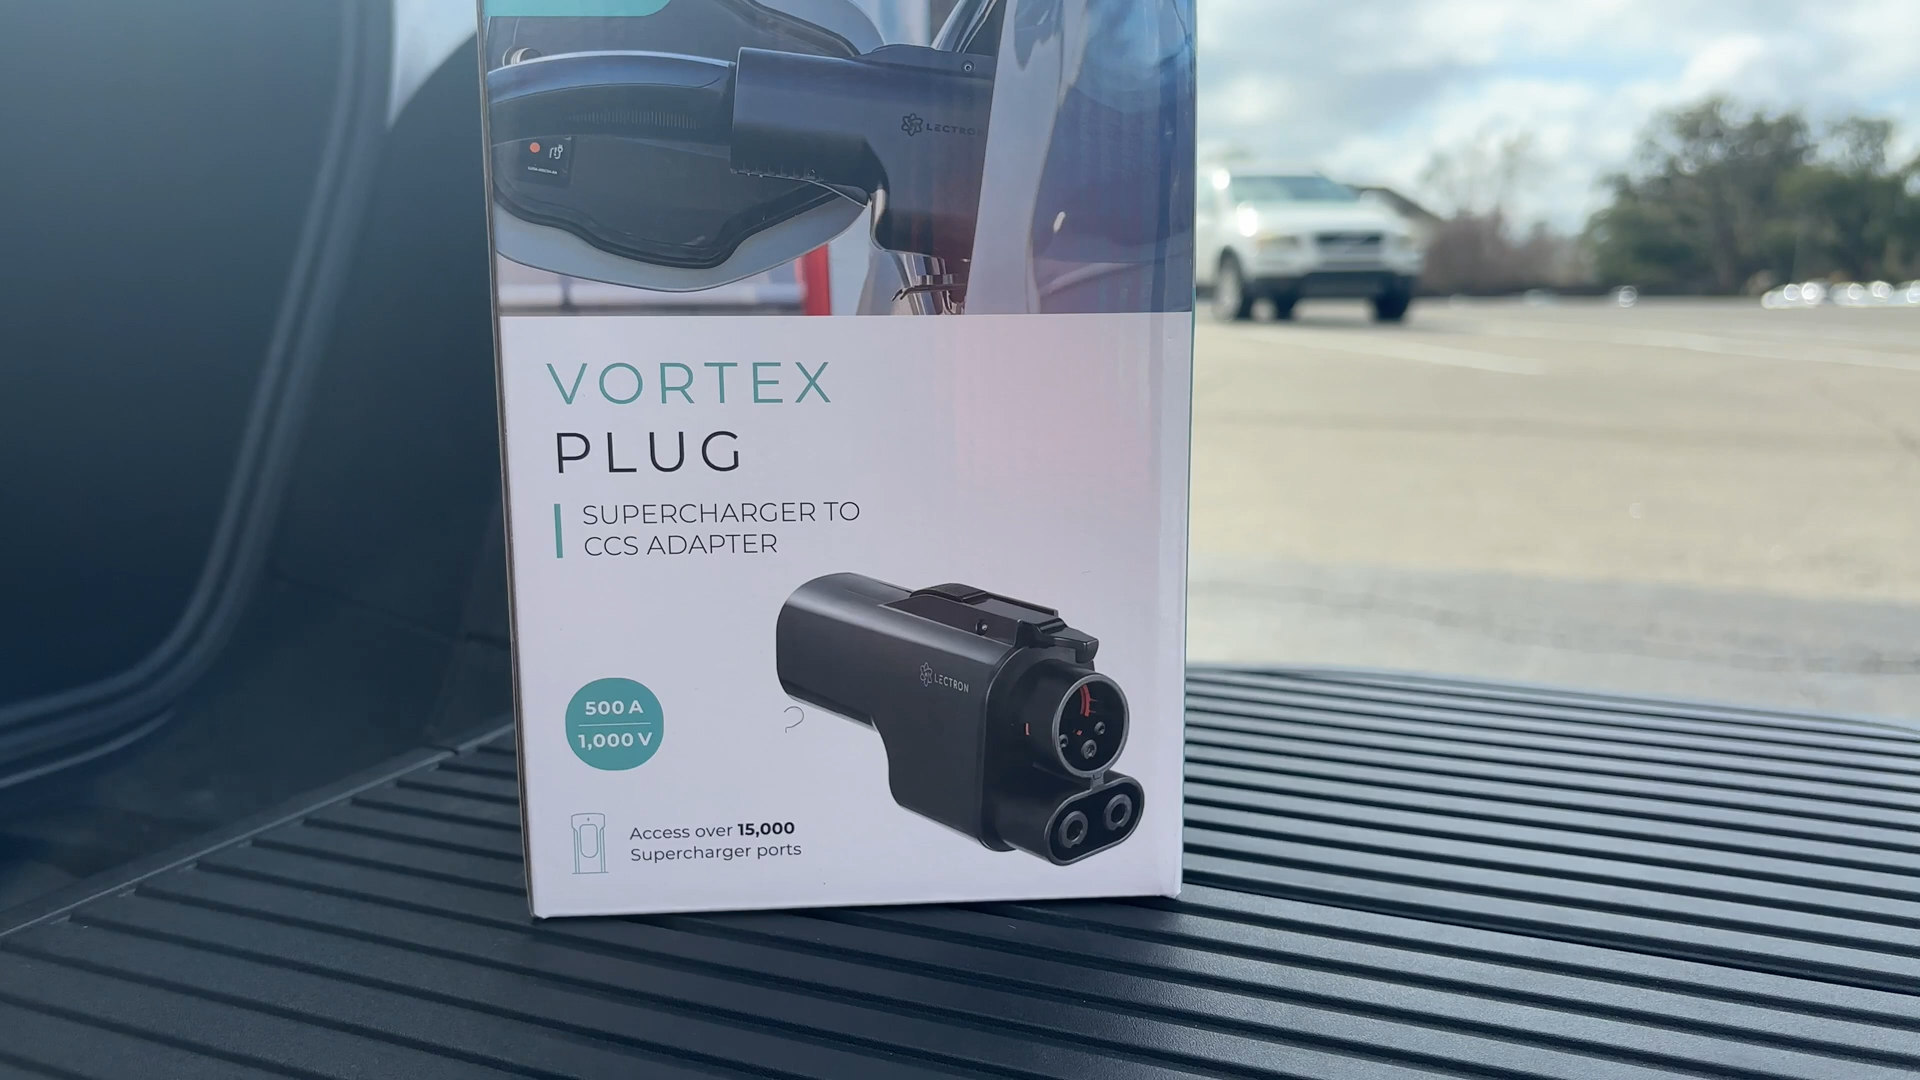 LECTRON
VORTEX
PLUG
SUPERCHARGER TO
CCS ADAPTER
LECTRON
500 A
1,000 V
Access over 15,000
Supercharger ports